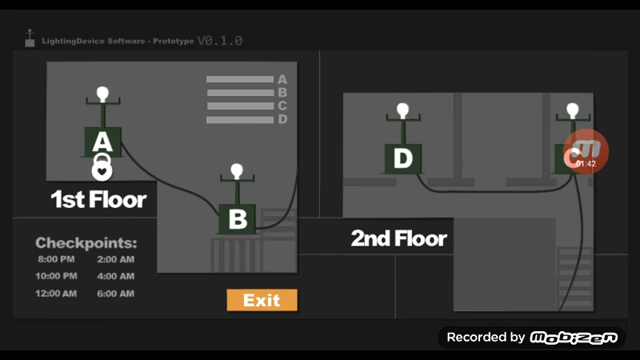 LightingDevice Software - Prototype V0.1.0
A
B
C
D
A
B
1st Floor
D
C
2nd Floor
Checkpoints:
8:00 PM 2:00 AM
10:00 PM 4:00 AM
12:00 AM 6:00 AM
Exit
01:42
Recorded by mobizen